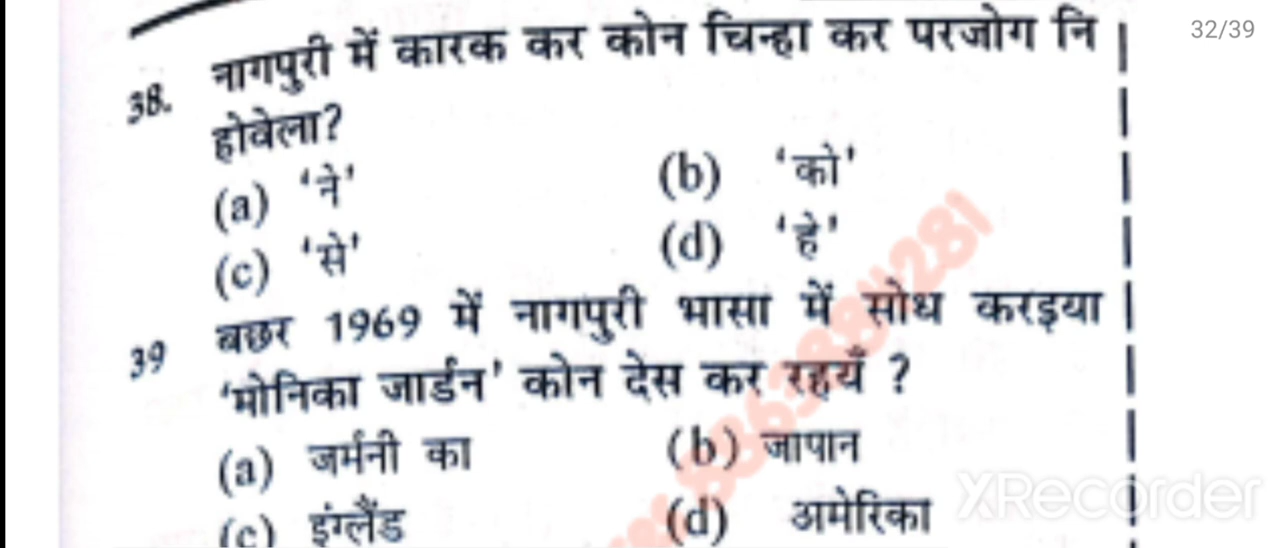 32/39
38. नागपुरी में कारक कर कोन चिन्हा कर परजोग नि
होवेला?
(a) 'ने' (b) 'को'
(c) 'से' (d) 'हे'
39 बछर 1969 में नागपुरी भासा में सोध करइया
'मोनिका जार्डन' कोन देस कर रहयँ ?
(a) जर्मनी का (b) जापान
(c) इंग्लैंड (d) अमेरिका
XRecorder